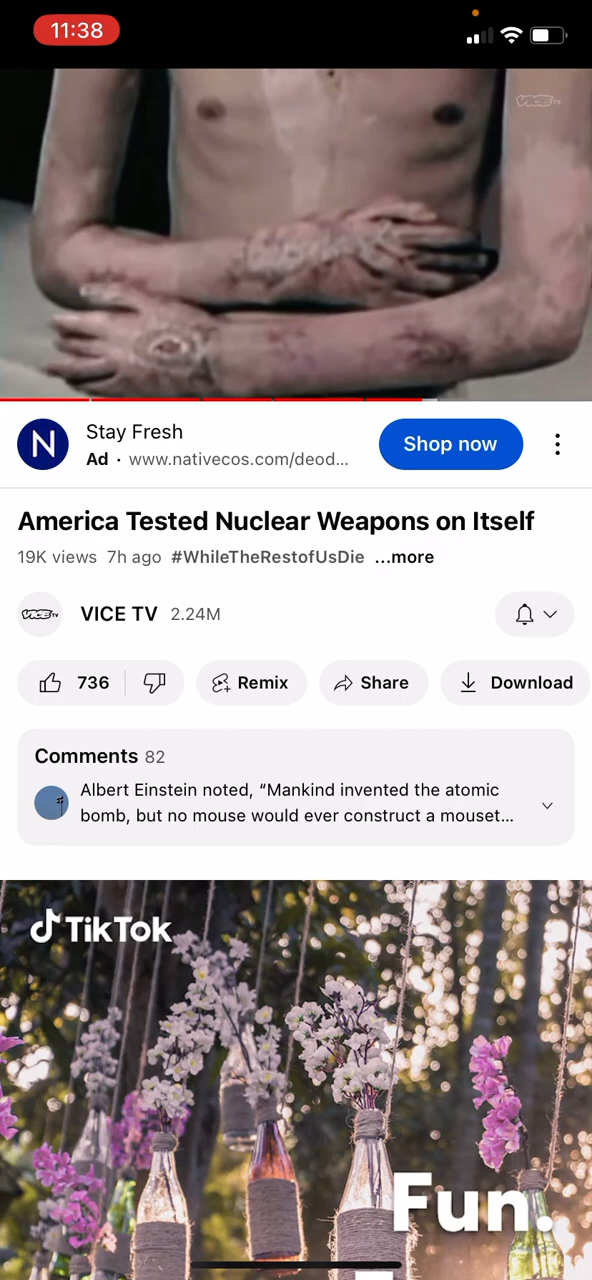 11:38
VICE TV
N
Stay Fresh
Ad · www.nativecos.com/deod...
Shop now
America Tested Nuclear Weapons on Itself
19K views 7h ago #WhileTheRestofUsDie ...more
VICE TV
VICE TV 2.24M
736
Remix
Share
Download
Comments 82
Albert Einstein noted, “Mankind invented the atomic
bomb, but no mouse would ever construct a mouset...
TikTok
Fun.